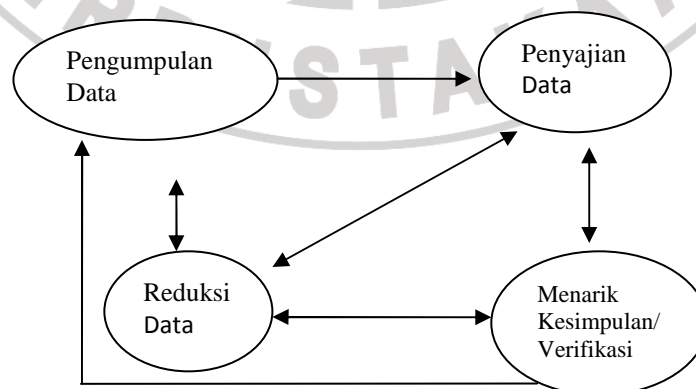 Pengumpulan
Data
Penyajian
Data
Reduksi
Data
Menarik
Kesimpulan/
Verifikasi